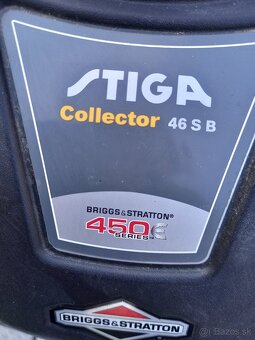 STIGA
Collector 46 S B
BRIGGS&STRATTON®
450E
SERIES
BRIGGS&STRATTON
Bazos.sk